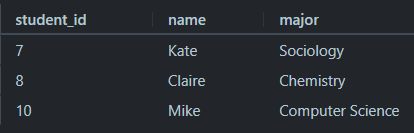 student_id name major
7 Kate Sociology
8 Claire Chemistry
10 Mike Computer Science